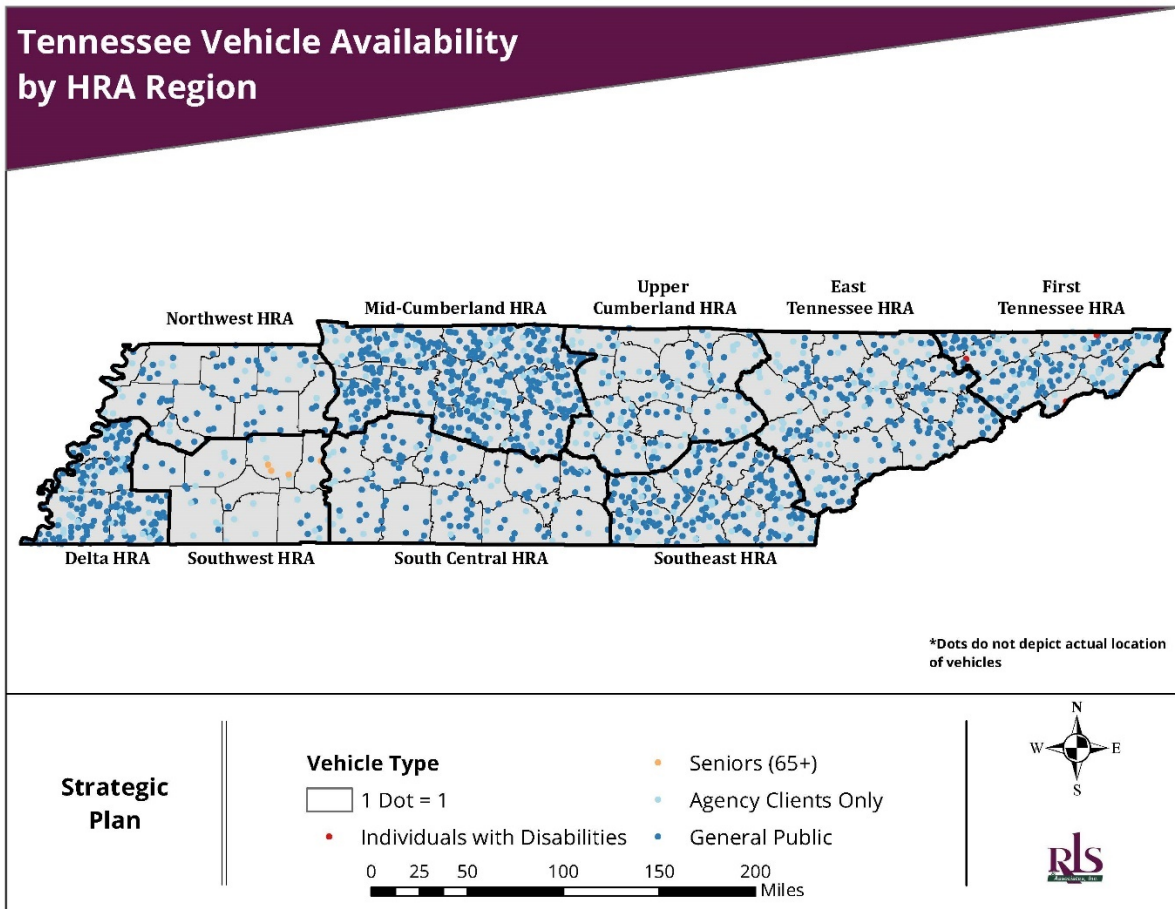 Tennessee Vehicle Availability
by HRA Region
Northwest HRA
Mid-Cumberland HRA
Upper
Cumberland HRA
East
Tennessee HRA
First
Tennessee HRA
Delta HRA
Southwest HRA
South Central HRA
Southeast HRA
*Dots do not depict actual location
of vehicles
Strategic
Plan
Vehicle Type
1 Dot = 1
Individuals with Disabilities
Seniors (65+)
Agency Clients Only
General Public
0 25 50 100 150 200
Miles
N
W E
S
RLS
& Associates, Inc.